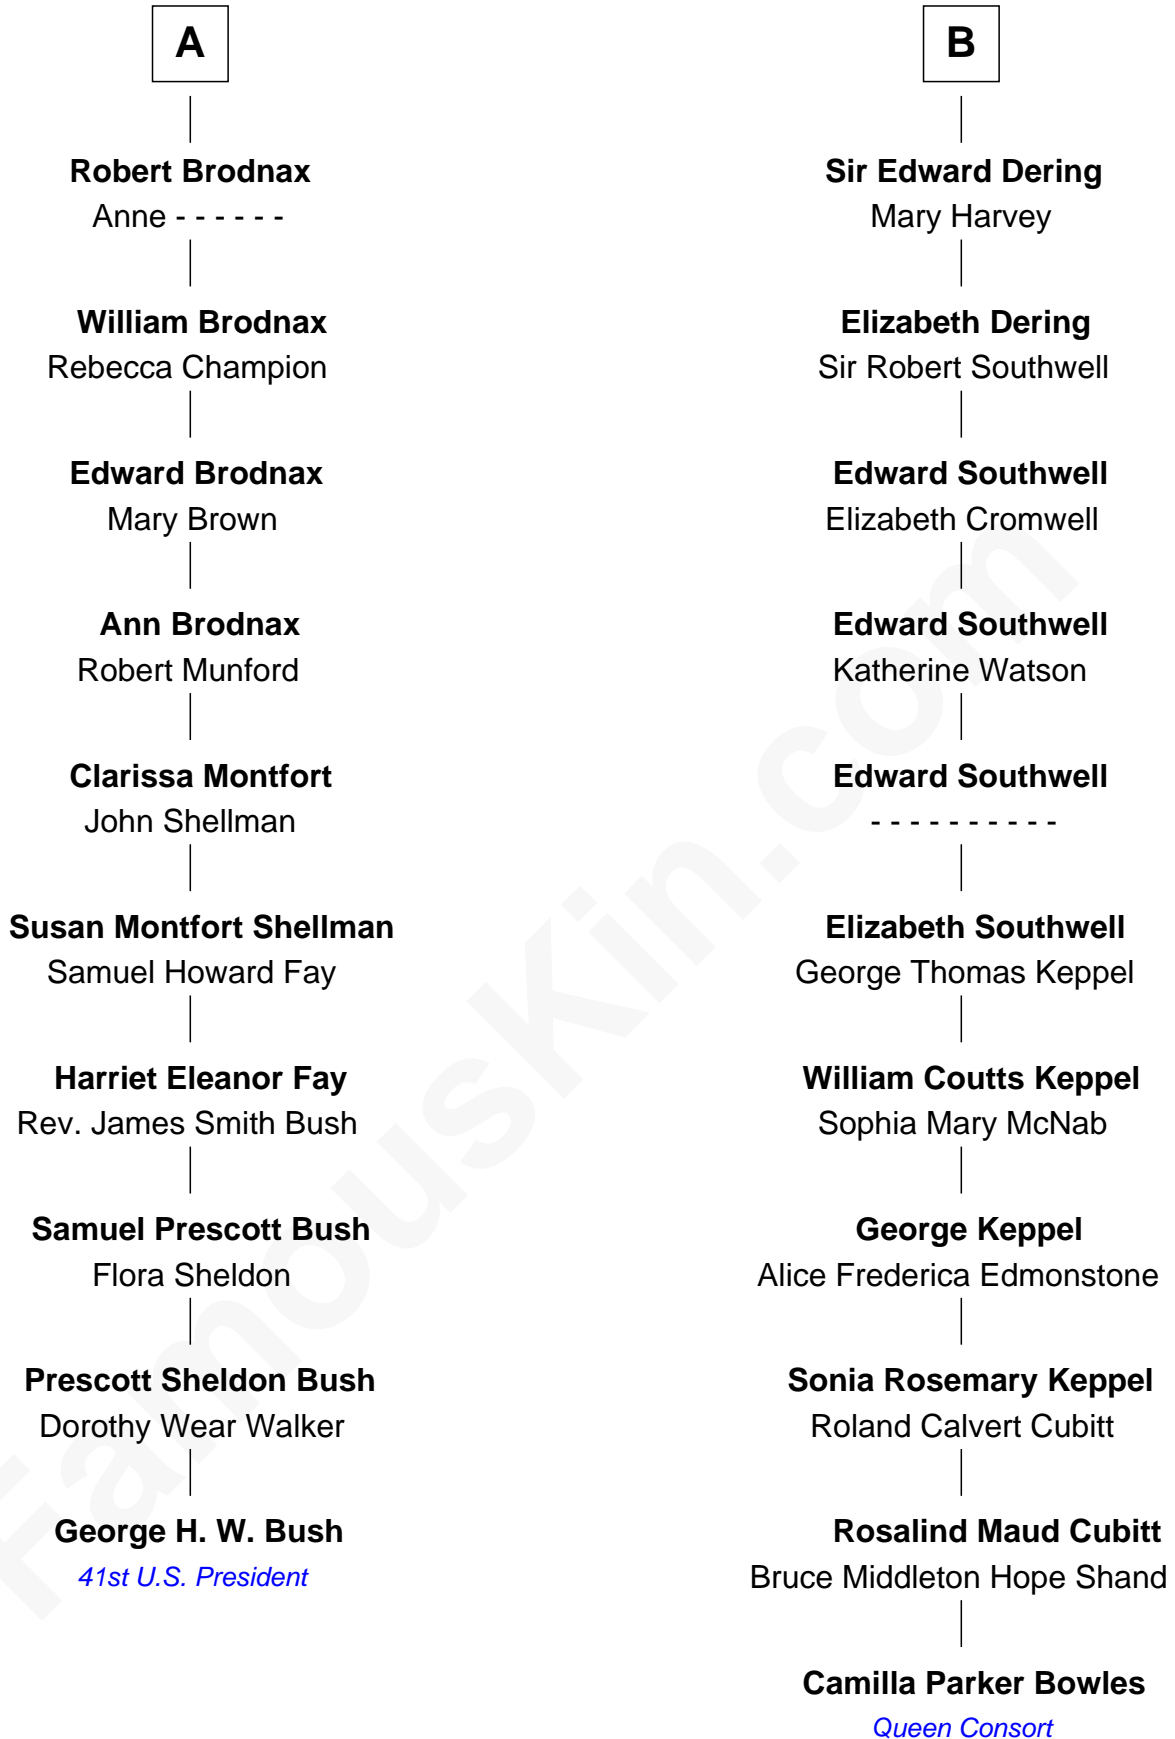 A
Robert Brodnax
Anne - - - - - -
William Brodnax
Rebecca Champion
Edward Brodnax
Mary Brown
Ann Brodnax
Robert Munford
Clarissa Montfort
John Shellman
Susan Montfort Shellman
Samuel Howard Fay
Harriet Eleanor Fay
Rev. James Smith Bush
Samuel Prescott Bush
Flora Sheldon
Prescott Sheldon Bush
Dorothy Wear Walker
George H. W. Bush
41st U.S. President
B
Sir Edward Dering
Mary Harvey
Elizabeth Dering
Sir Robert Southwell
Edward Southwell
Elizabeth Cromwell
Edward Southwell
Katherine Watson
Edward Southwell
- - - - - - - - - -
Elizabeth Southwell
George Thomas Keppel
William Coutts Keppel
Sophia Mary McNab
George Keppel
Alice Frederica Edmonstone
Sonia Rosemary Keppel
Roland Calvert Cubitt
Rosalind Maud Cubitt
Bruce Middleton Hope Shand
Camilla Parker Bowles
Queen Consort
FamousKin.com